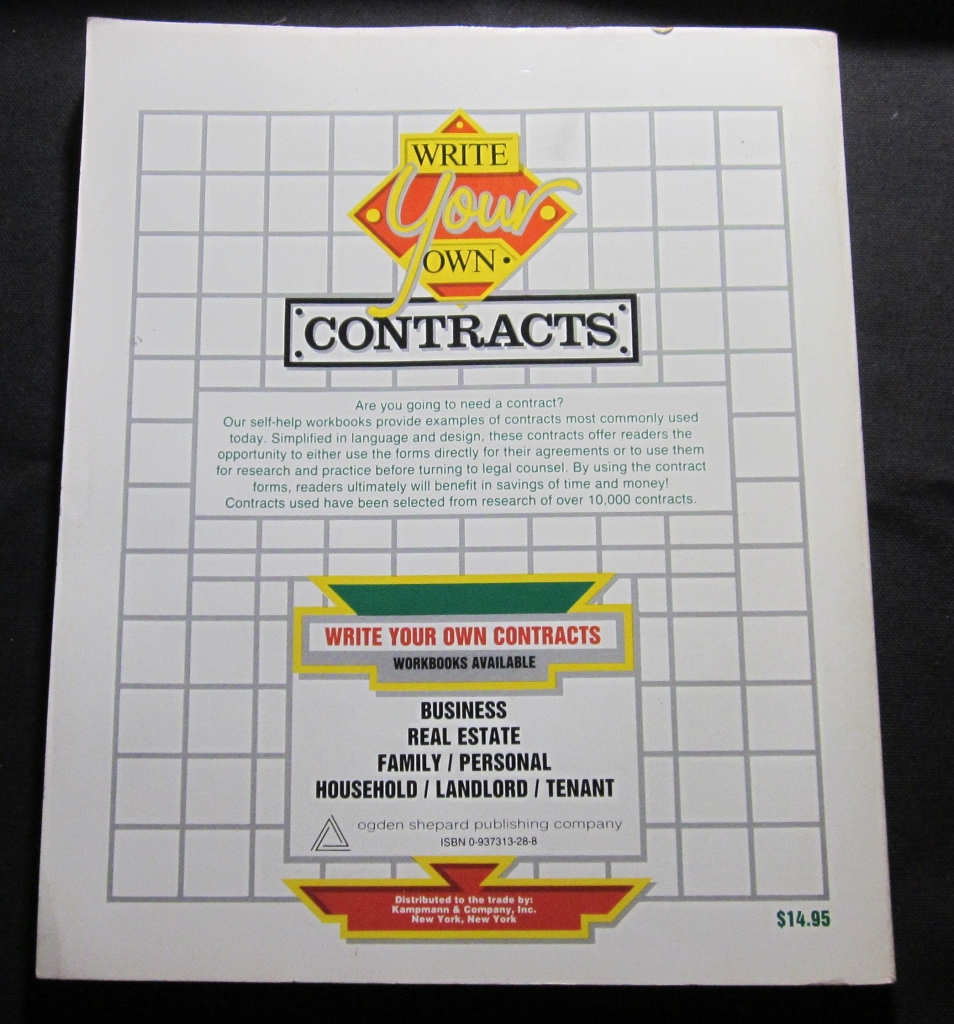 WRITE
Your
OWN •
CONTRACTS
Are you going to need a contract?
Our self-help workbooks provide examples of contracts most commonly used
today. Simplified in language and design, these contracts offer readers the
opportunity to either use the forms directly for their agreements or to use them
for research and practice before turning to legal counsel. By using the contract
forms, readers ultimately will benefit in savings of time and money!
Contracts used have been selected from research of over 10,000 contracts.
WRITE YOUR OWN CONTRACTS
WORKBOOKS AVAILABLE
BUSINESS
REAL ESTATE
FAMILY / PERSONAL
HOUSEHOLD / LANDLORD / TENANT
ogden shepard publishing company
ISBN 0-937313-28-8
Distributed to the trade by:
Kampmann & Company, Inc.
New York, New York
$14.95